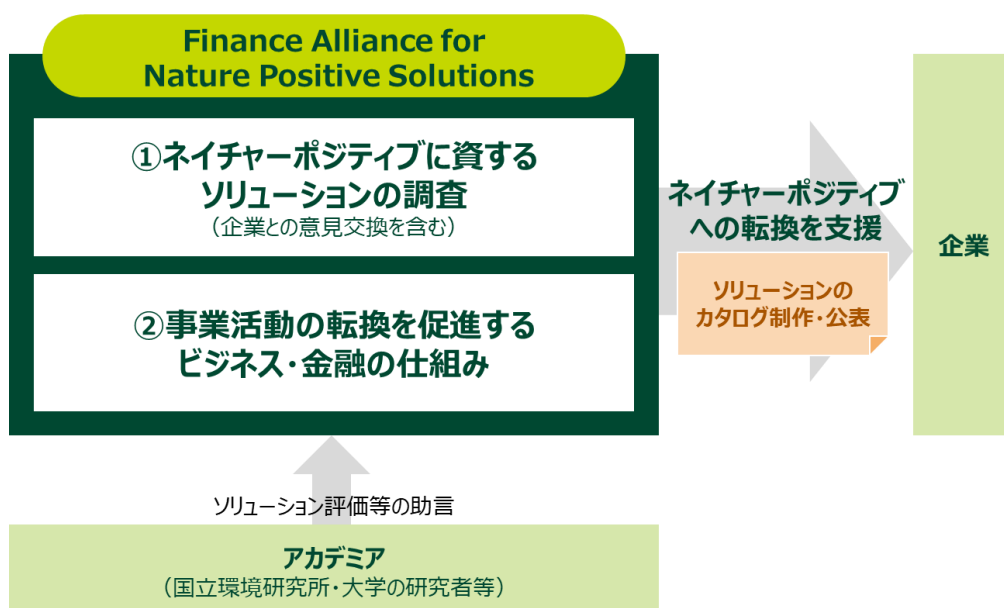 Finance Alliance for
Nature Positive Solutions
①ネイチャーポジティブに資する
ソリューションの調査
（企業との意見交換を含む）
②事業活動の転換を促進する
ビジネス・金融の仕組み
ネイチャーポジティブ
への転換を支援
ソリューションの
カタログ制作・公表
企業
ソリューション評価等の助言
アカデミア
（国立環境研究所・大学の研究者等）